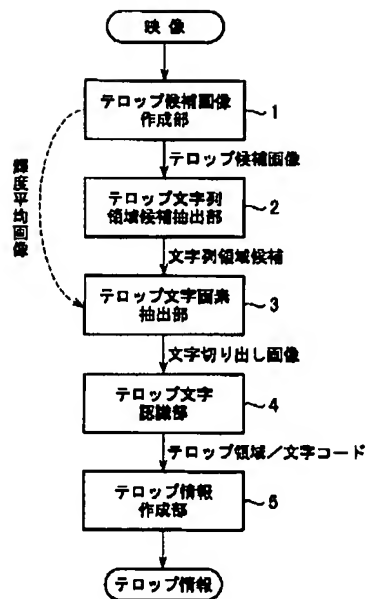 映像
テロップ候補画像
作成部
1
テロップ候補画像
テロップ文字列
領域候補抽出部
2
輝度平均画像
文字列領域候補
テロップ文字画素
抽出部
3
文字切り出し画像
テロップ文字
認識部
4
テロップ領域／文字コード
テロップ情報
作成部
5
テロップ情報